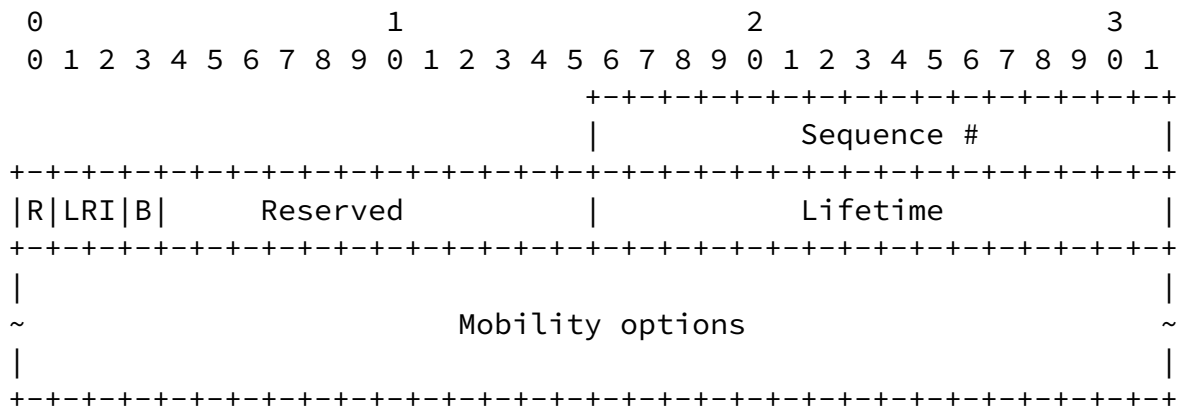 0                   1                   2                   3
 0 1 2 3 4 5 6 7 8 9 0 1 2 3 4 5 6 7 8 9 0 1 2 3 4 5 6 7 8 9 0 1
                                +-+-+-+-+-+-+-+-+-+-+-+-+-+-+-+-+
                                |           Sequence #          |
+-+-+-+-+-+-+-+-+-+-+-+-+-+-+-+-+-+-+-+-+-+-+-+-+-+-+-+-+-+-+-+-+
|R|LRI|B|     Reserved          |           Lifetime            |
+-+-+-+-+-+-+-+-+-+-+-+-+-+-+-+-+-+-+-+-+-+-+-+-+-+-+-+-+-+-+-+-+
|                                                               |
~                        Mobility options                       ~
|                                                               |
+-+-+-+-+-+-+-+-+-+-+-+-+-+-+-+-+-+-+-+-+-+-+-+-+-+-+-+-+-+-+-+-+